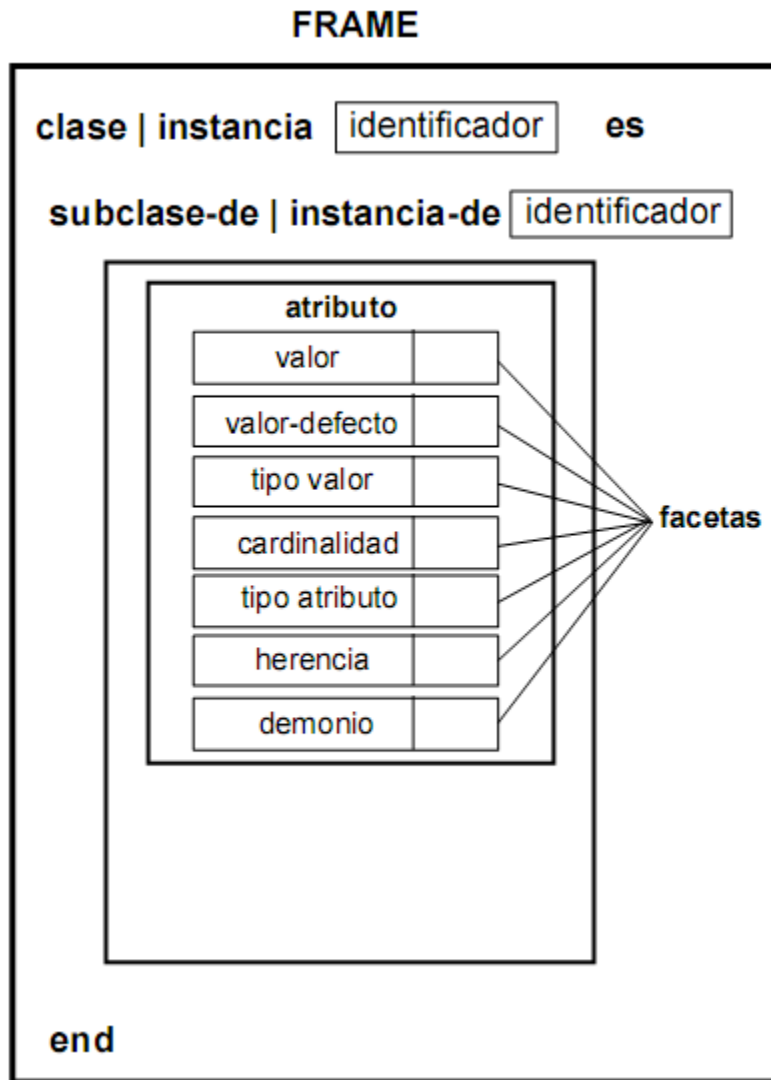 FRAME
clase | instancia identificador es
subclase-de | instancia-de identificador
atributo
valor
valor-defecto
tipo valor
facetas
cardinalidad
tipo atributo
herencia
demonio
end